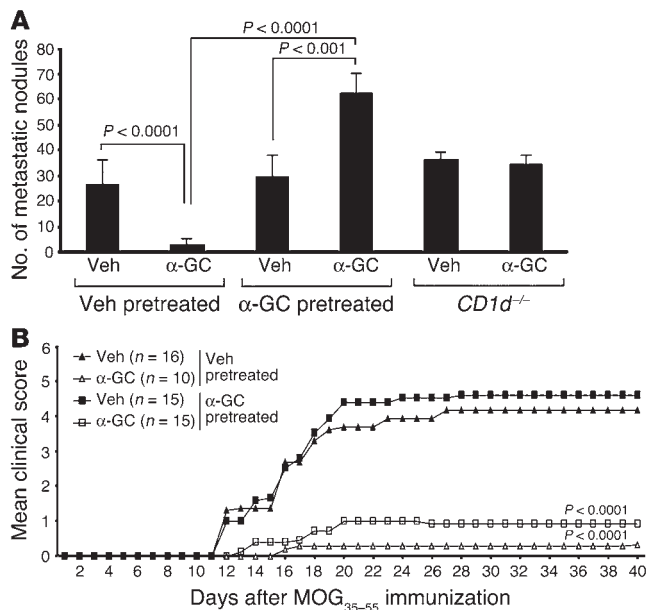 A
No. of metastatic nodules
80
70
60
50
40
30
20
10
0
P < 0.0001
P < 0.001
P < 0.0001
Veh α-GC Veh α-GC Veh α-GC
Veh pretreated α-GC pretreated CD1d–/–
B
Mean clinical score
6
5
4
3
2
1
0
Veh (n = 16)
α-GC (n = 10)
Veh pretreated
Veh (n = 15)
α-GC (n = 15)
α-GC pretreated
P < 0.0001
P < 0.0001
2 4 6 8 10 12 14 16 18 20 22 24 26 28 30 32 34 36 38 40
Days after MOG35–55 immunization